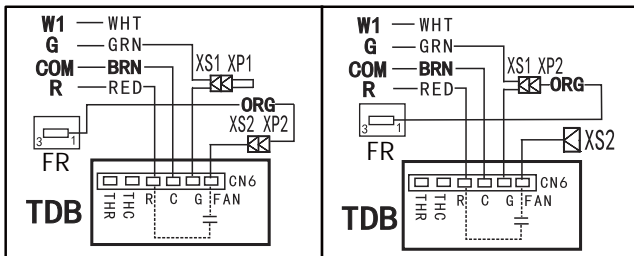 W1 WHT
G GRN
COM BRN XS1 XP1
R RED
ORG
XS2 XP2
3 1
FR
CN6
TDB THR THC R C G FAN
W1 WHT
G GRN
COM BRN XS1 XP2
R RED ORG
3 1
FR XS2
CN6
TDB THR THC R C G FAN